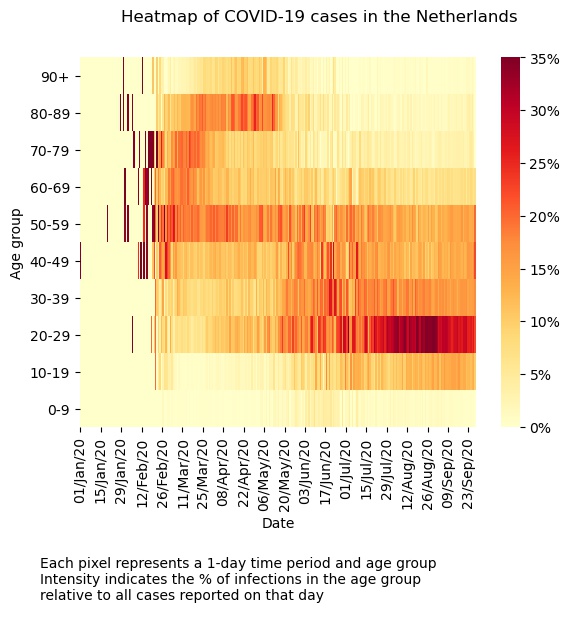 Heatmap of COVID-19 cases in the Netherlands
90+
80-89
70-79
60-69
50-59
40-49
30-39
20-29
10-19
0-9
Age group
01/Jan/20
15/Jan/20
29/Jan/20
12/Feb/20
26/Feb/20
11/Mar/20
25/Mar/20
08/Apr/20
22/Apr/20
06/May/20
20/May/20
03/Jun/20
17/Jun/20
01/Jul/20
15/Jul/20
29/Jul/20
12/Aug/20
26/Aug/20
09/Sep/20
23/Sep/20
Date
35%
30%
25%
20%
15%
10%
5%
0%
Each pixel represents a 1-day time period and age group
Intensity indicates the % of infections in the age group
relative to all cases reported on that day